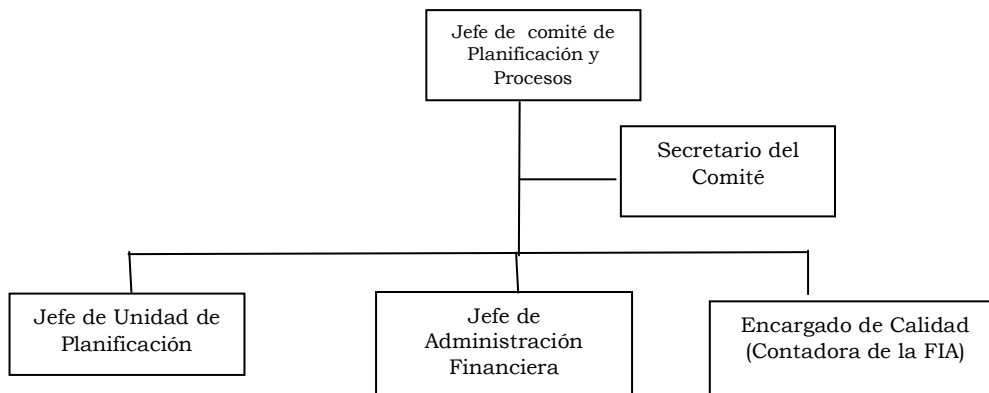 Jefe de comité de
Planificación y
Procesos
Secretario del
Comité
Jefe de Unidad de
Planificación
Jefe de
Administración
Financiera
Encargado de Calidad
(Contadora de la FIA)